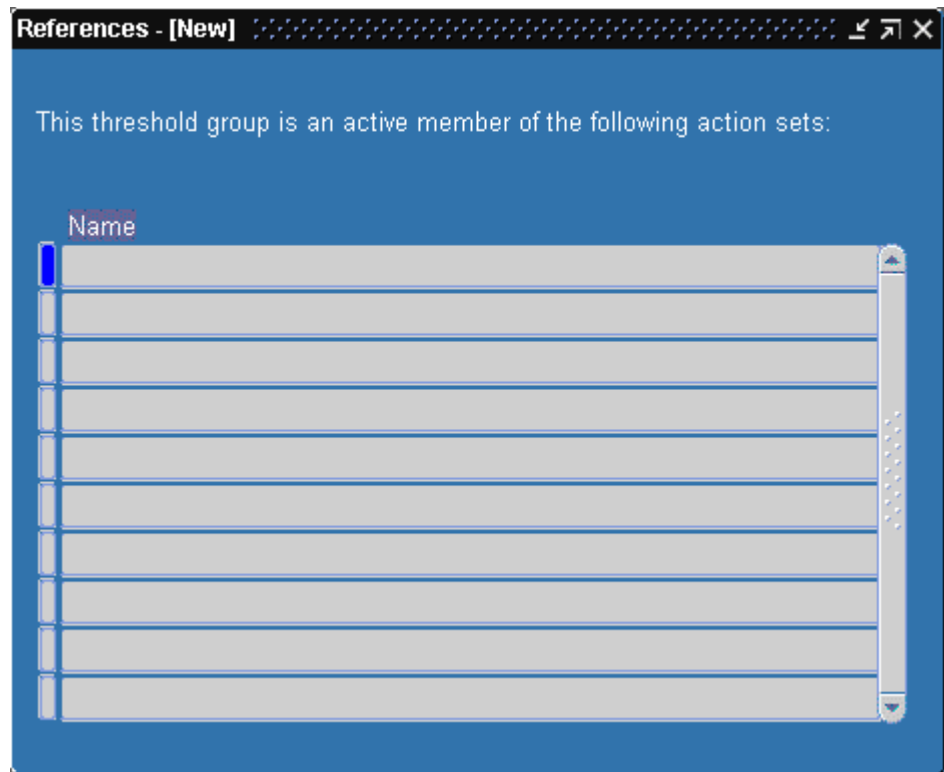 References - [New]
This threshold group is an active member of the following action sets:
Name